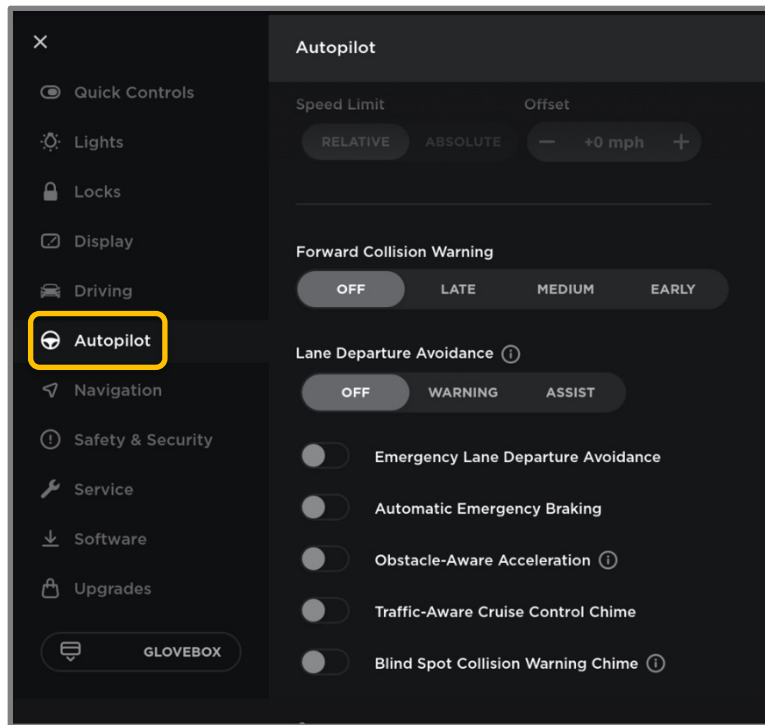 Autopilot
Quick Controls
Lights
Locks
Display
Driving
Autopilot
Navigation
Safety & Security
Service
Software
Upgrades
GLOVEBOX
Speed Limit
Offset
RELATIVE ABSOLUTE
+0 mph
Forward Collision Warning
OFF LATE MEDIUM EARLY
Lane Departure Avoidance
OFF WARNING ASSIST
Emergency Lane Departure Avoidance
Automatic Emergency Braking
Obstacle-Aware Acceleration
Traffic-Aware Cruise Control Chime
Blind Spot Collision Warning Chime